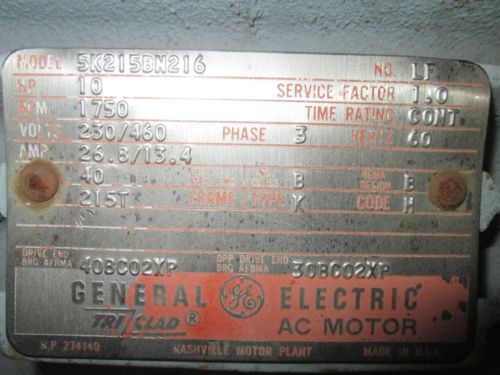 MODEL 5K215BN216 NO. LF
HP 10 SERVICE FACTOR 1.0
RPM 1750 TIME RATING CONT
VOLTS 230/460 PHASE 3 HERTZ 60
AMP 26.8/13.4
40 B NEMA DESIGN B
215T FRAME TYPE K CODE H
DRIVE END BRG AFBMA 40BC02XP OPP DRIVE END BRG AFBMA 30BC02XP
GENERAL GE ELECTRIC
TRI/CLAD ® AC MOTOR
N.P 274140 NASHVILLE MOTOR PLANT MADE IN U.S.A.